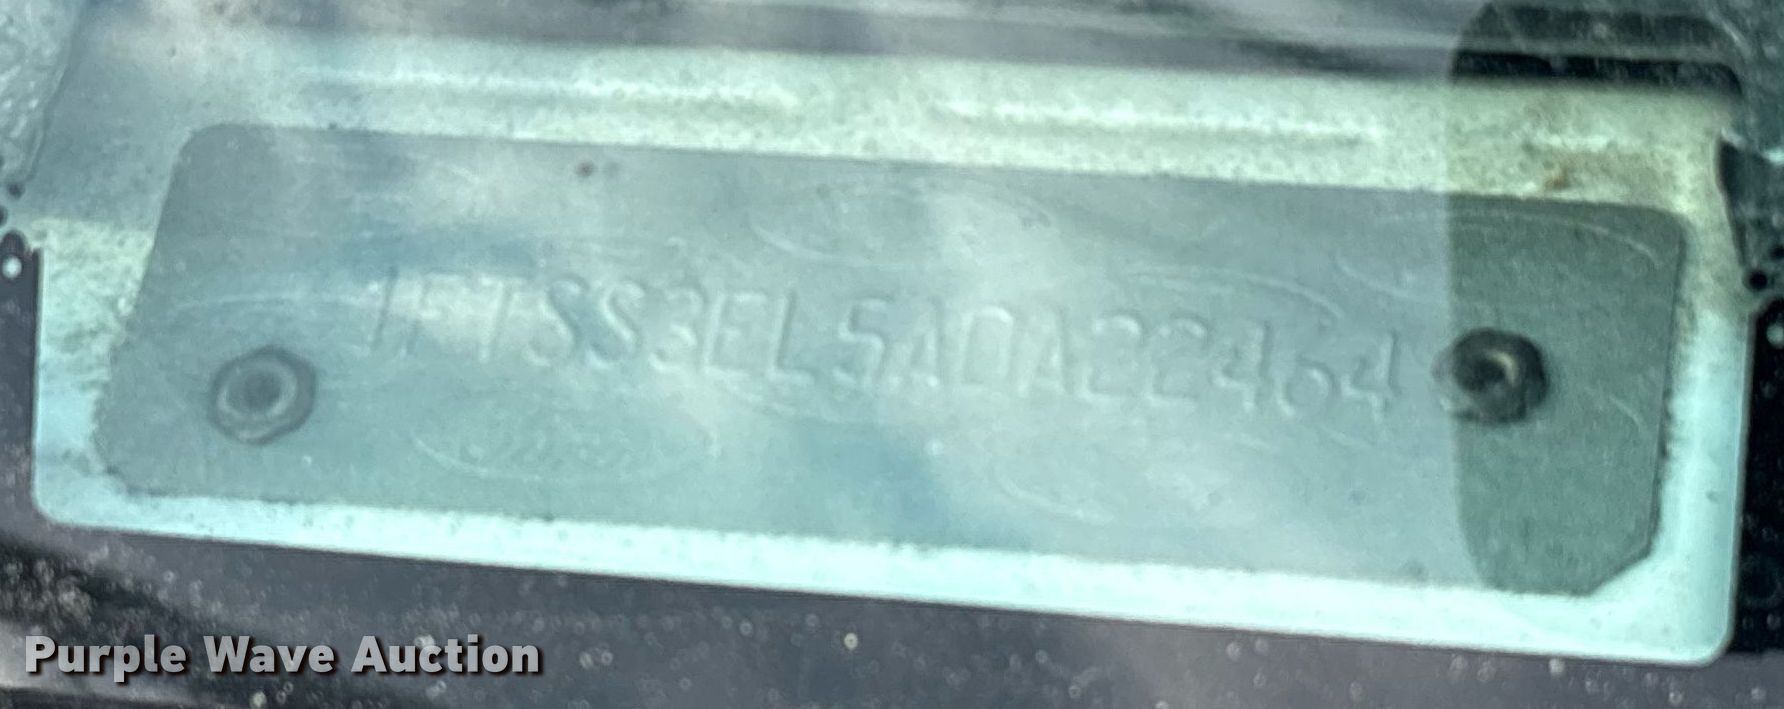 1FTSS3EL5ADA22464
Purple Wave Auction